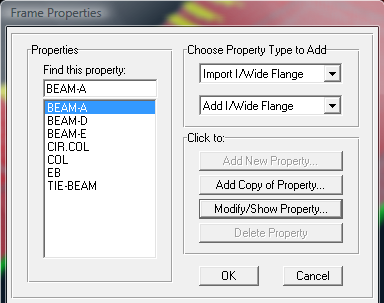 Frame Properties
Properties
Find this property:
BEAM-A
BEAM-A
BEAM-D
BEAM-E
CIR.COL
COL
EB
TIE-BEAM
Choose Property Type to Add
Import I/Wide Flange
Add I/Wide Flange
Click to:
Add New Property...
Add Copy of Property...
Modify/Show Property...
Delete Property
OK
Cancel